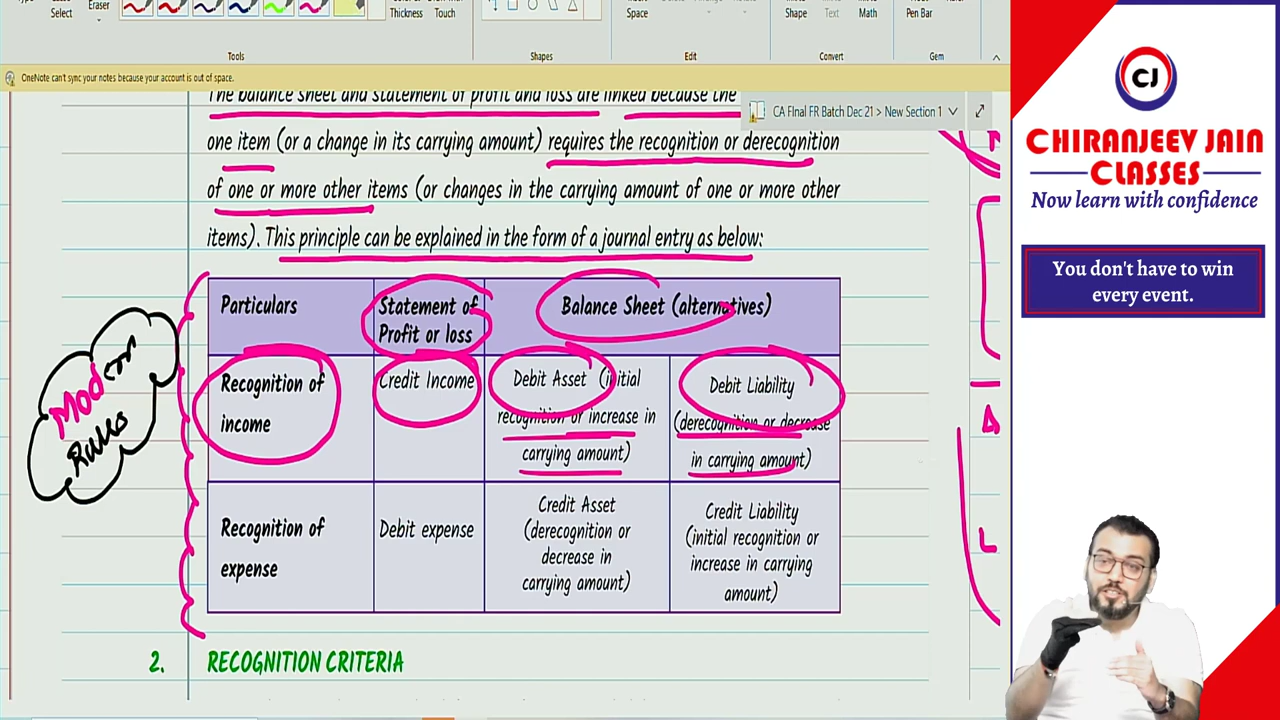 Eraser
Select
Thickness
Touch
Space
Shape
Text
Math
Pen Bar
Tools
Shapes
Edit
Convert
Gem
OneNote can't sync your notes because your account is out of space.
The balance sheet and statement of profit and loss are linked because the
CA FInal FR Batch Dec 21 > New Section 1
one item (or a change in its carrying amount) requires the recognition or derecognition
of one or more other items (or changes in the carrying amount of one or more other
items). This principle can be explained in the form of a journal entry as below:
Particulars
Statement of
Profit or loss
Balance Sheet (alternatives)
Recognition of
income
Credit Income
Debit Asset (initial
recognition or increase in
carrying amount)
Debit Liability
(derecognition or decrease
in carrying amount)
Recognition of
expense
Debit expense
Credit Asset
(derecognition or
decrease in
carrying amount)
Credit Liability
(initial recognition or
increase in carrying
amount)
Mod
Rules
2. RECOGNITION CRITERIA
L
CJ
CHIRANJEEV JAIN
CLASSES
Now learn with confidence
You don't have to win
every event.